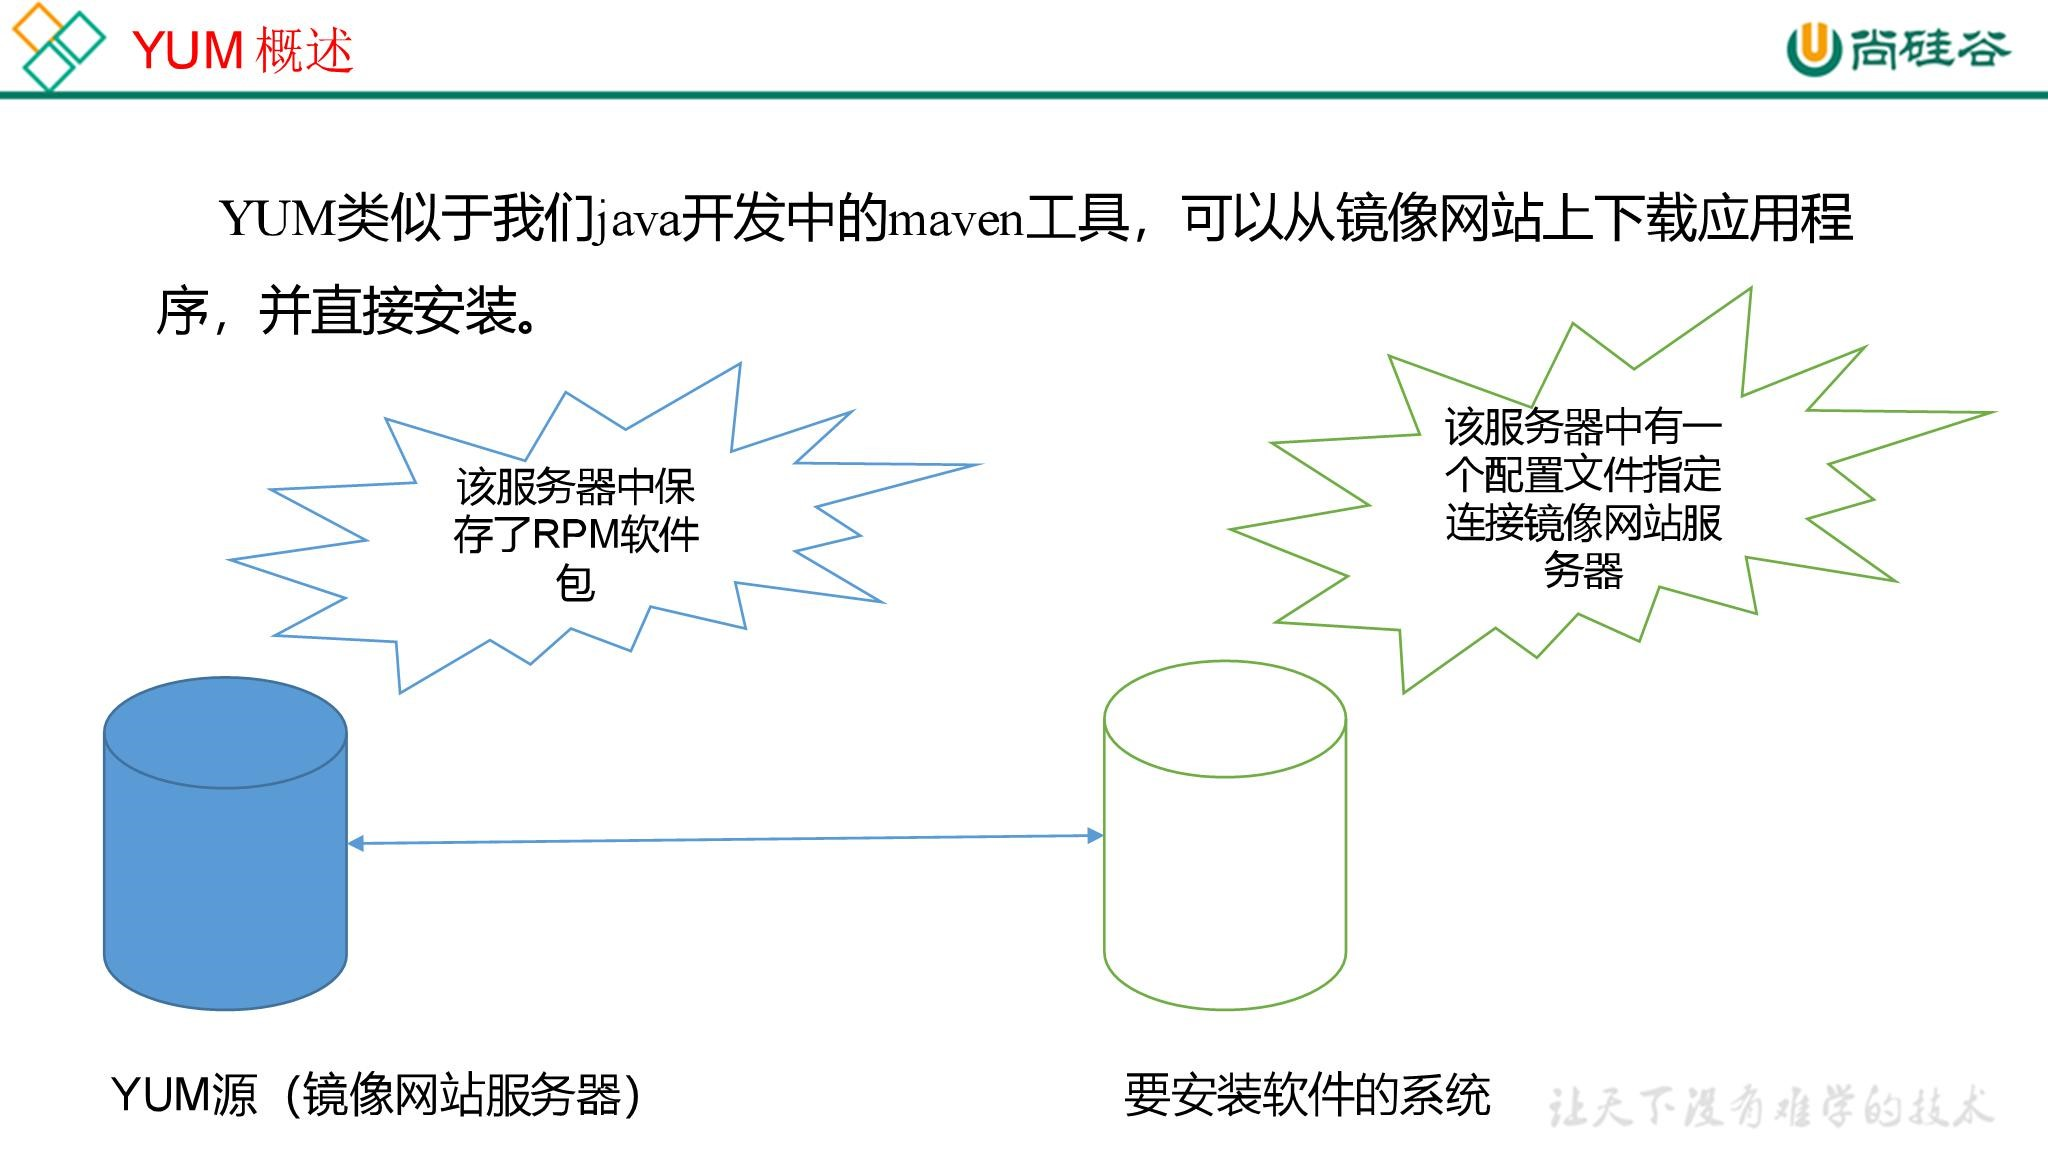 YUM 概述
尚硅谷
YUM类似于我们java开发中的maven工具，可以从镜像网站上下载应用程
序，并直接安装。
该服务器中保
存了RPM软件
包
该服务器中有一
个配置文件指定
连接镜像网站服
务器
YUM源（镜像网站服务器）
要安装软件的系统
让天下没有难学的技术